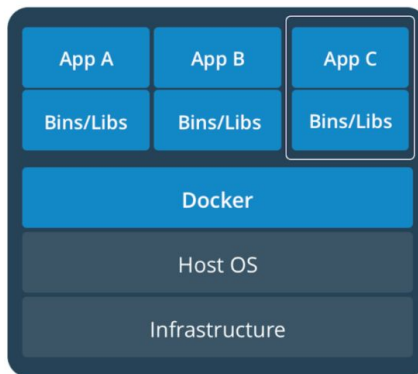 App A App B App C
Bins/Libs Bins/Libs Bins/Libs
Docker
Host OS
Infrastructure